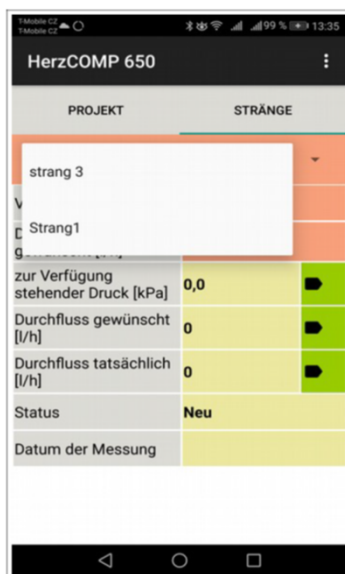 T-Mobile CZ
T-Mobile CZ
99 % 13:35
HerzCOMP 650
PROJEKT STRÄNGE
strang 3
Strang1
zur Verfügung
stehender Druck [kPa]
0,0
Durchfluss gewünscht
[l/h]
0
Durchfluss tatsächlich
[l/h]
0
Status Neu
Datum der Messung